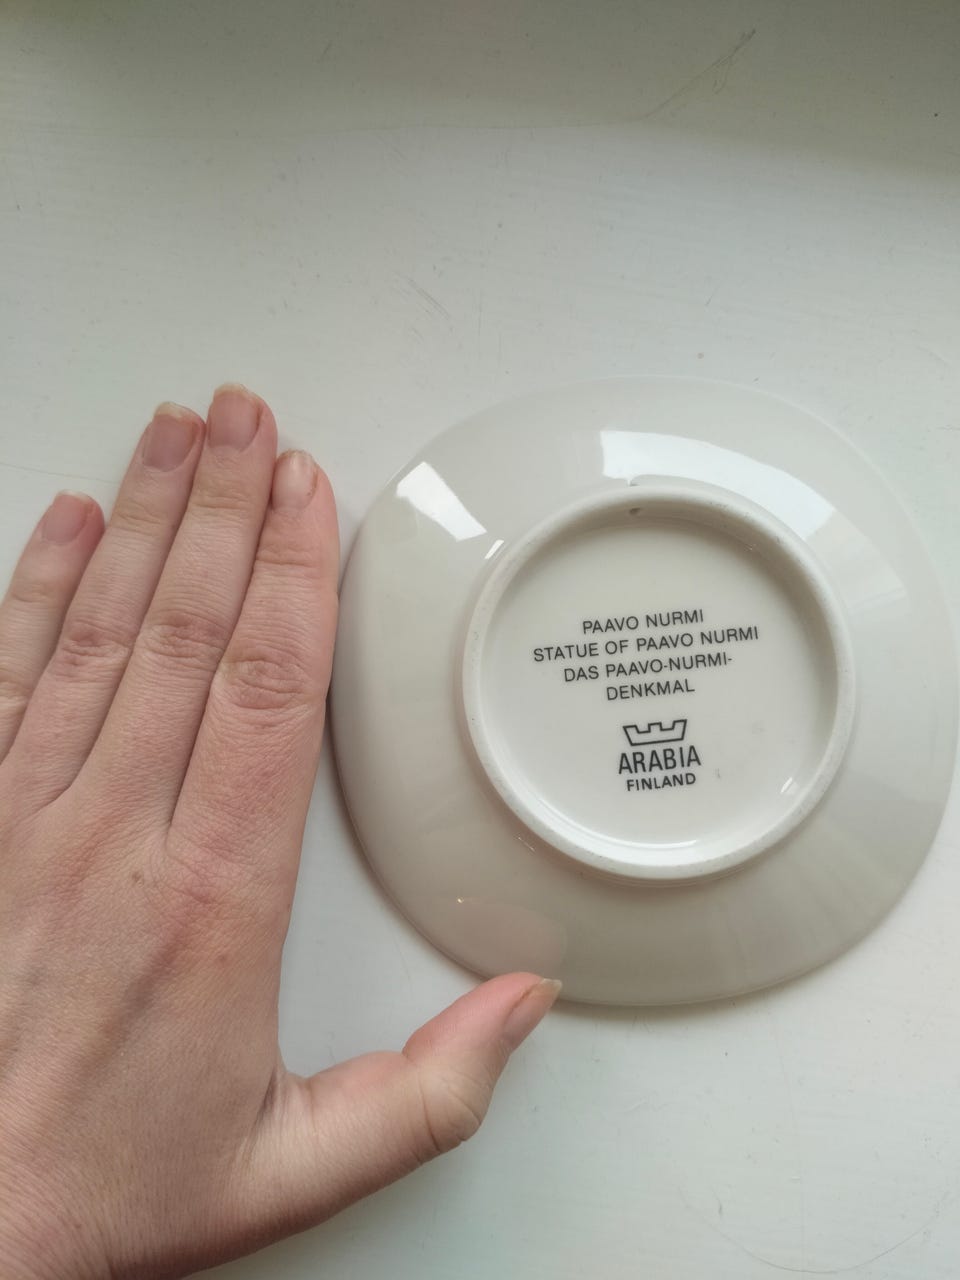 PAAVO NURMI
STATUE OF PAAVO NURMI
DAS PAAVO-NURMI-
DENKMAL
ARABIA
FINLAND